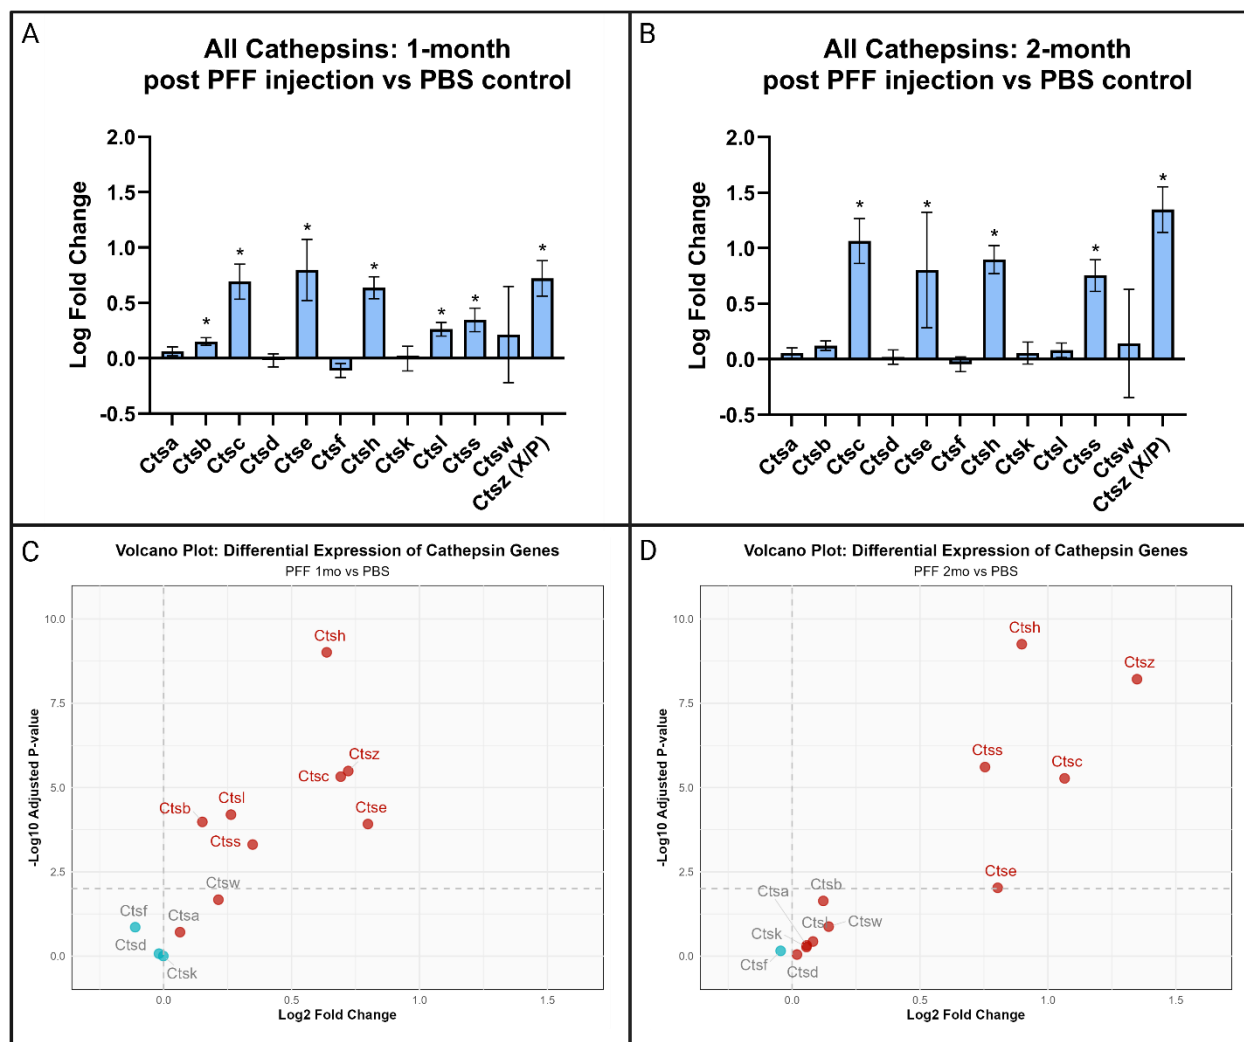 A
All Cathepsins: 1-month
post PFF injection vs PBS control
Log Fold Change
2.0
1.5
1.0
0.5
0.0
-0.5
*
*
*
*
*
*
*
Ctsa
Ctsb
Ctsc
Ctsd
Ctse
Ctsf
Ctsh
Ctsk
Ctsl
Ctss
Ctsw
Ctsz (X/P)
B
All Cathepsins: 2-month
post PFF injection vs PBS control
Log Fold Change
2.0
1.5
1.0
0.5
0.0
-0.5
*
*
*
*
*
Ctsa
Ctsb
Ctsc
Ctsd
Ctse
Ctsf
Ctsh
Ctsk
Ctsl
Ctss
Ctsw
Ctsz (X/P)
C
Volcano Plot: Differential Expression of Cathepsin Genes
PFF 1mo vs PBS
-Log10 Adjusted P-value
10.0
7.5
5.0
2.5
0.0
Ctsh
Ctsz
Ctsc
Ctse
Ctsl
Ctsb
Ctss
Ctsw
Ctsf
Ctsa
Ctsd
Ctsk
0.0
0.5
1.0
1.5
Log2 Fold Change
D
Volcano Plot: Differential Expression of Cathepsin Genes
PFF 2mo vs PBS
-Log10 Adjusted P-value
10.0
7.5
5.0
2.5
0.0
Ctsh
Ctsz
Ctss
Ctsc
Ctse
Ctsa
Ctsb
Ctsl
Ctsw
Ctsk
Ctsf
Ctsd
0.0
0.5
1.0
1.5
Log2 Fold Change